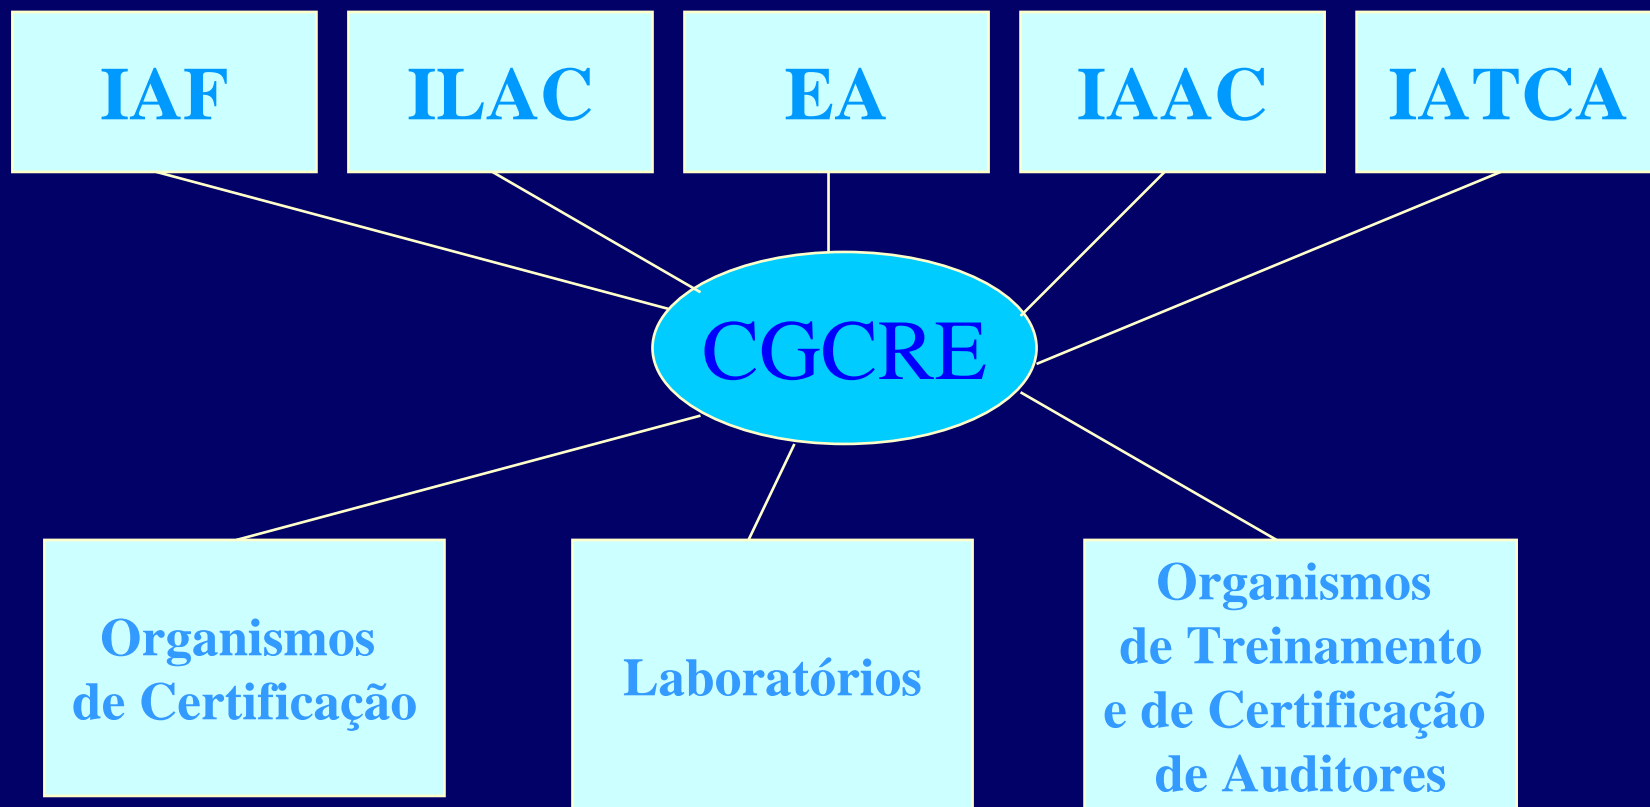 IAF
ILAC
EA
IAAC
IATCA
CGCRE
Organismos
de Certificação
Laboratórios
Organismos
de Treinamento
e de Certificação
de Auditores